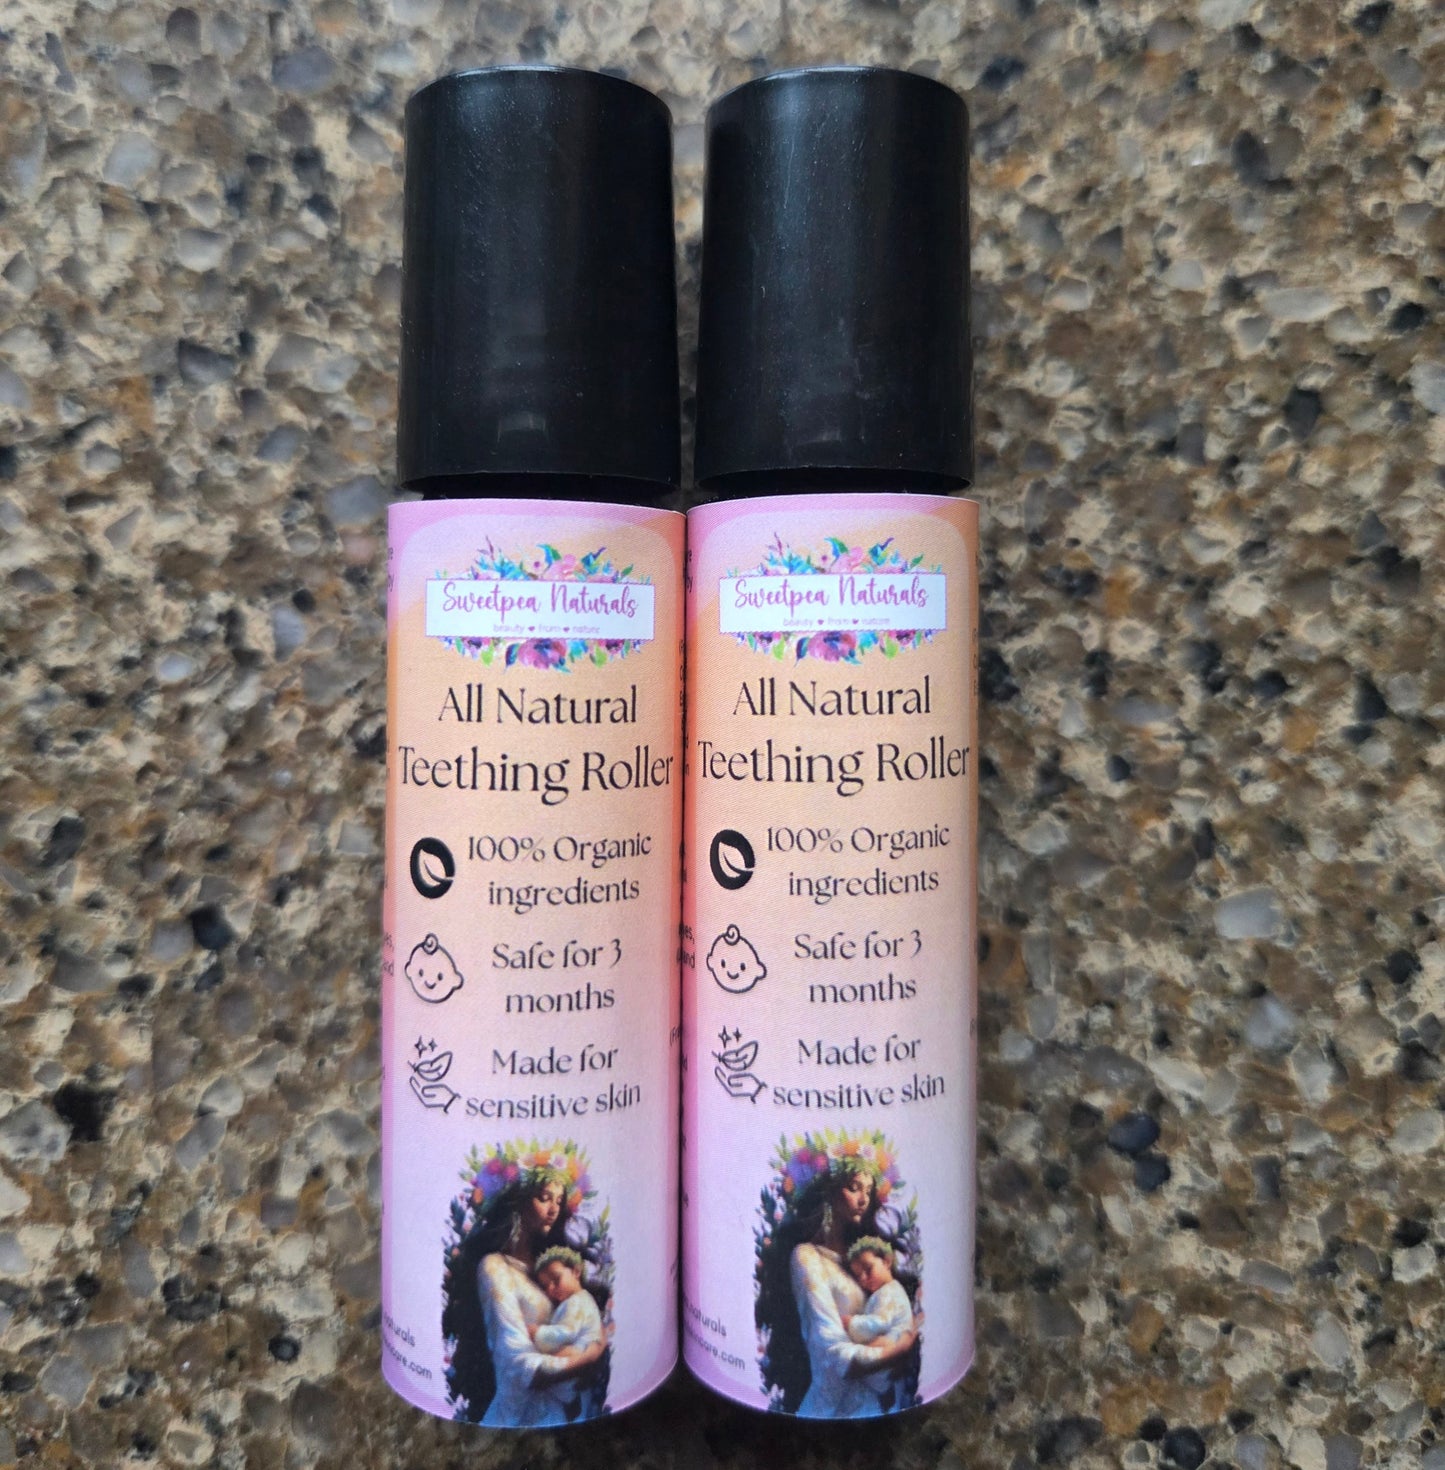 Sweetpea Naturals
beauty ♥ from ♥ nature
All Natural
Teething Roller
100% Organic
ingredients
Safe for 3
months
Made for
sensitive skin
Sweetpea Naturals
beauty ♥ from ♥ nature
All Natural
Teething Roller
100% Organic
ingredients
Safe for 3
months
Made for
sensitive skin